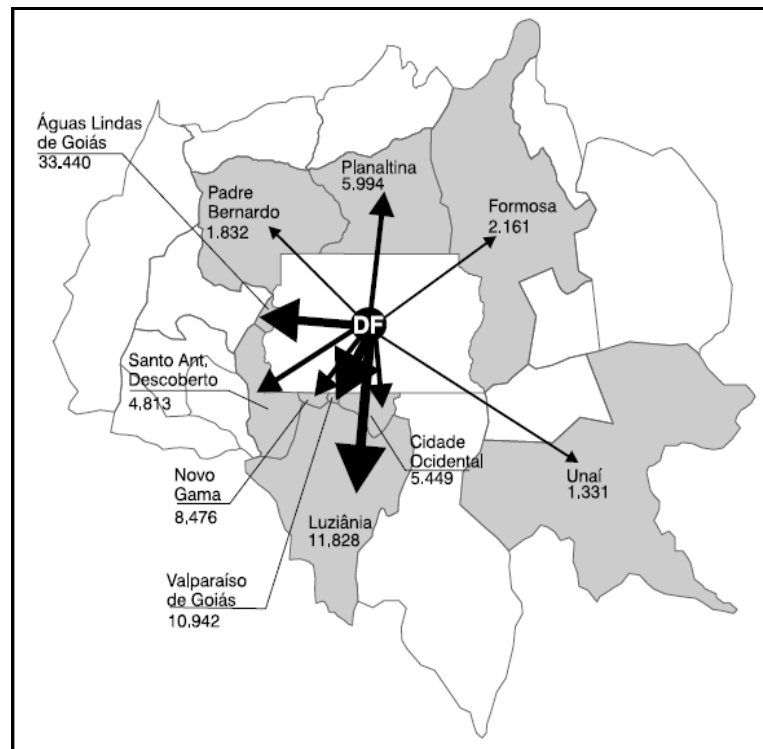 Águas Lindas
de Goiás
33.440
Padre
Bernardo
1.832
Planaltina
5.994
Formosa
2.161
DF
Santo Ant,
Descoberto
4,813
Novo
Gama
8,476
Valparaíso
de Goiás
10.942
Luziânia
11,828
Cidade
Ocidental
5.449
Unaí
1,331